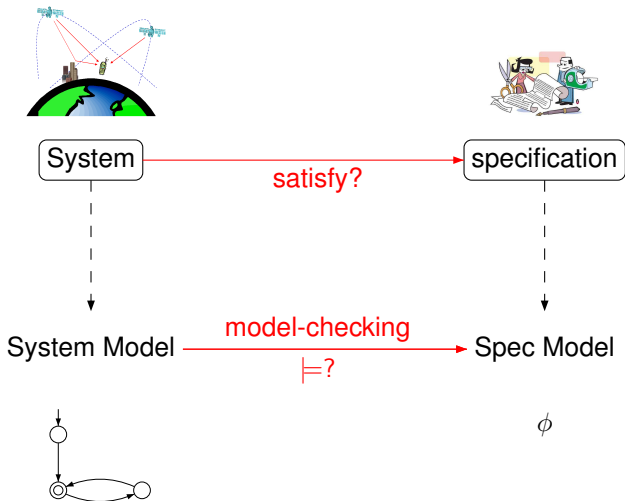 System
specification
satisfy?
model-checking
System Model
Spec Model
⊨?
ϕ